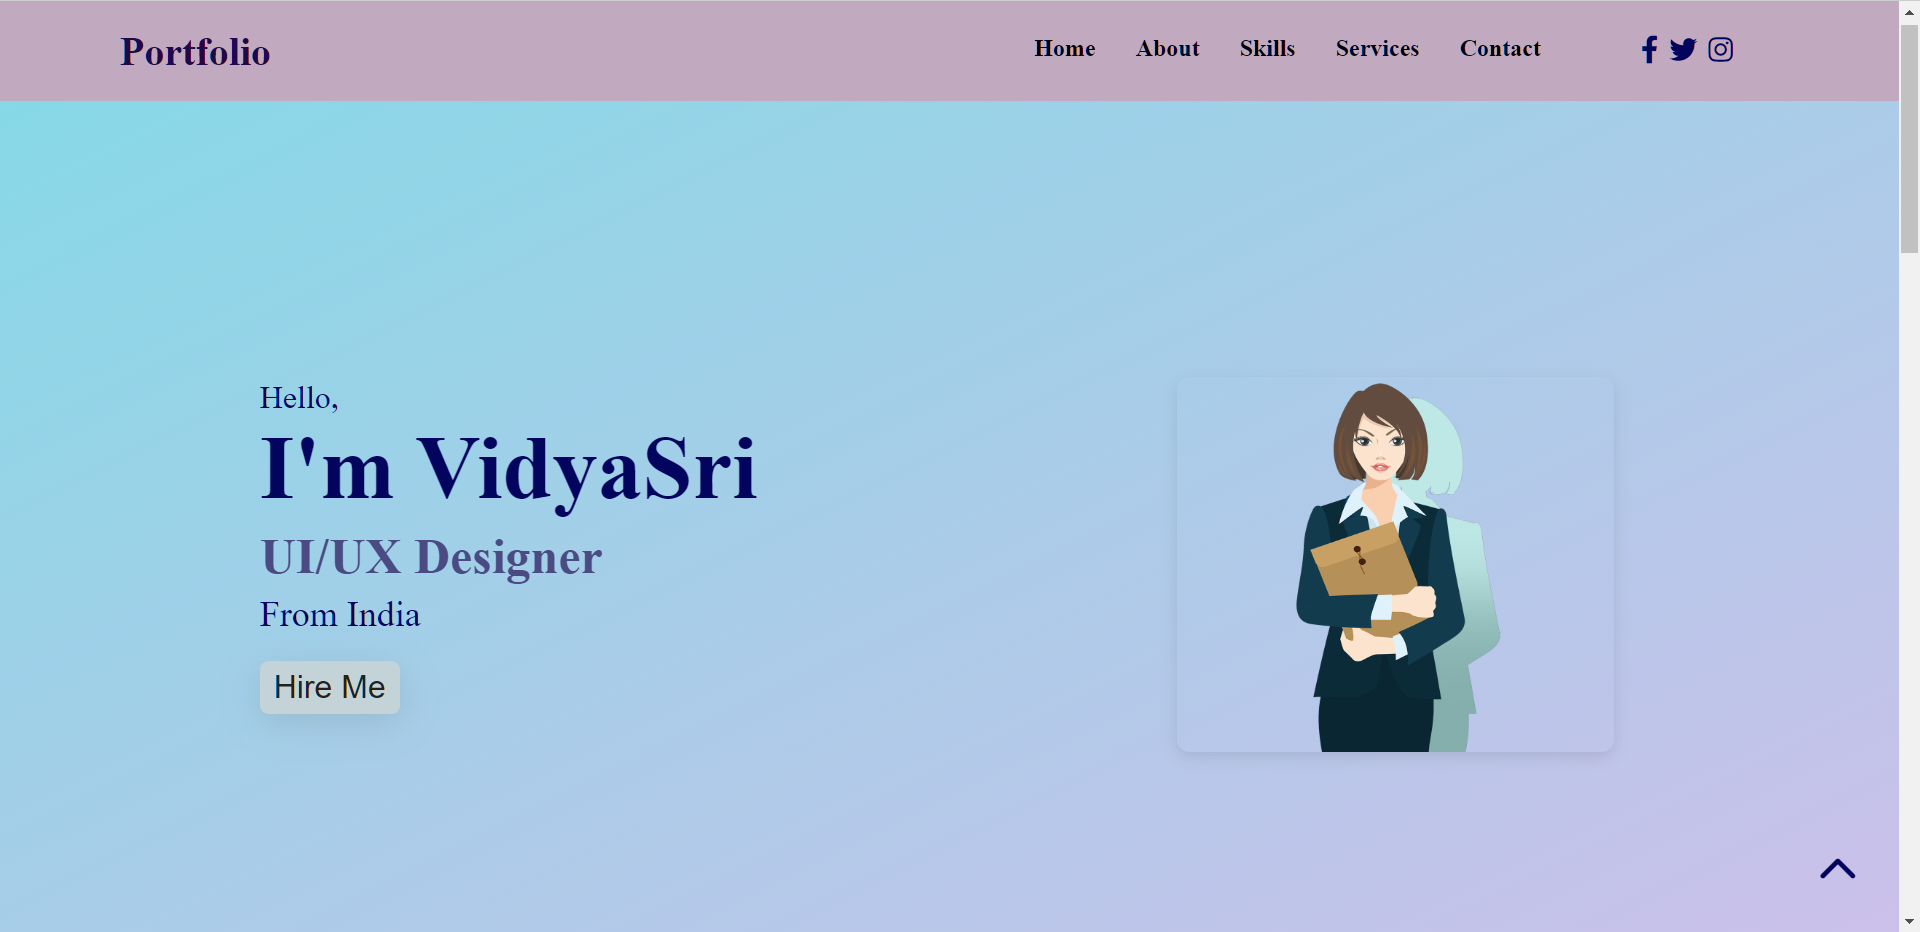 Portfolio
Home About Skills Services Contact
Hello,
I'm VidyaSri
UI/UX Designer
From India
Hire Me